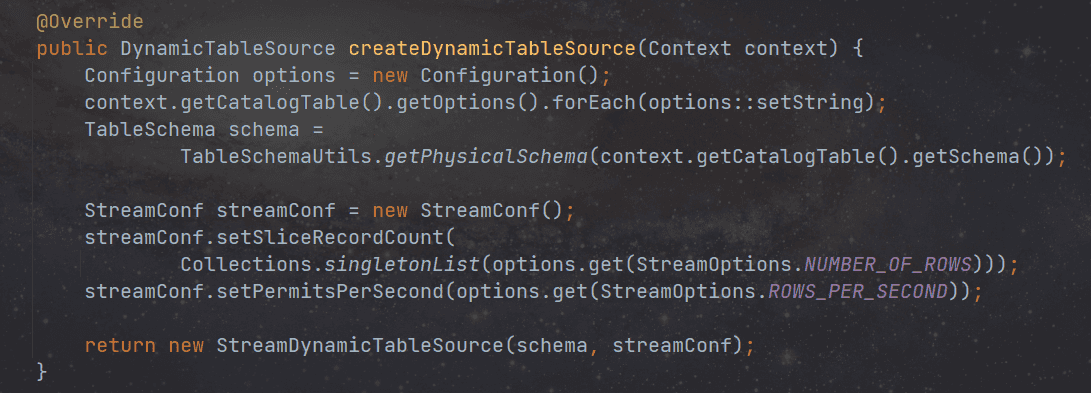 @Override
public DynamicTableSource createDynamicTableSource(Context context) {
    Configuration options = new Configuration();
    context.getCatalogTable().getOptions().forEach(options::setString);
    TableSchema schema =
            TableSchemaUtils.getPhysicalSchema(context.getCatalogTable().getSchema());

    StreamConf streamConf = new StreamConf();
    streamConf.setSliceRecordCount(
            Collections.singletonList(options.get(StreamOptions.NUMBER_OF_ROWS)));
    streamConf.setPermitsPerSecond(options.get(StreamOptions.ROWS_PER_SECOND));

    return new StreamDynamicTableSource(schema, streamConf);
}